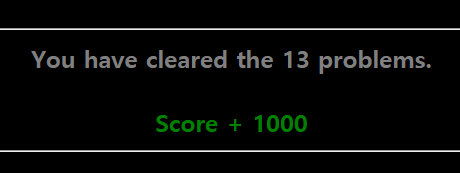 You have cleared the 13 problems.
Score + 1000